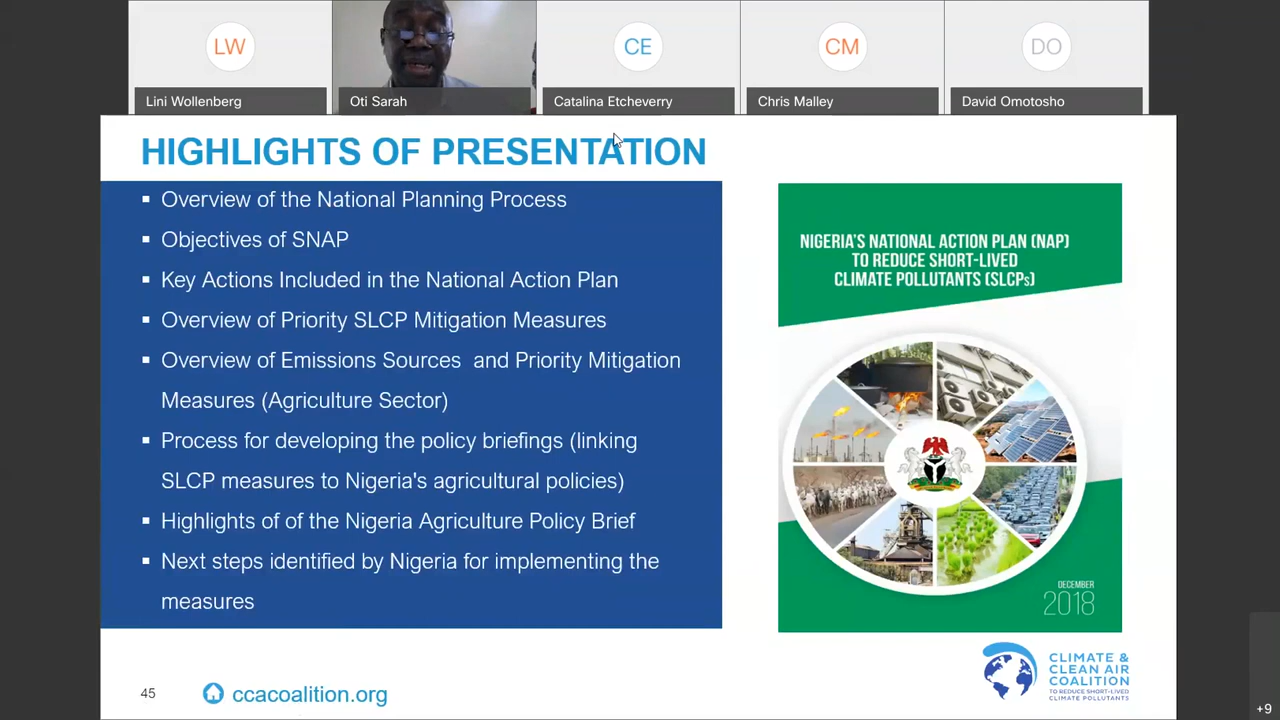 LW
CE
CM
DO
Lini Wollenberg
Oti Sarah
Catalina Etcheverry
Chris Malley
David Omotosho
HIGHLIGHTS OF PRESENTATION
▪ Overview of the National Planning Process
▪ Objectives of SNAP
▪ Key Actions Included in the National Action Plan
▪ Overview of Priority SLCP Mitigation Measures
▪ Overview of Emissions Sources and Priority Mitigation
Measures (Agriculture Sector)
▪ Process for developing the policy briefings (linking
SLCP measures to Nigeria's agricultural policies)
▪ Highlights of of the Nigeria Agriculture Policy Brief
▪ Next steps identified by Nigeria for implementing the
measures
NIGERIA'S NATIONAL ACTION PLAN (NAP)
TO REDUCE SHORT-LIVED
CLIMATE POLLUTANTS (SLCPs)
DECEMBER
2018
45
ccacoalition.org
CLIMATE &
CLEAN AIR
COALITION
TO REDUCE SHORT-LIVED
CLIMATE POLLUTANTS
+9